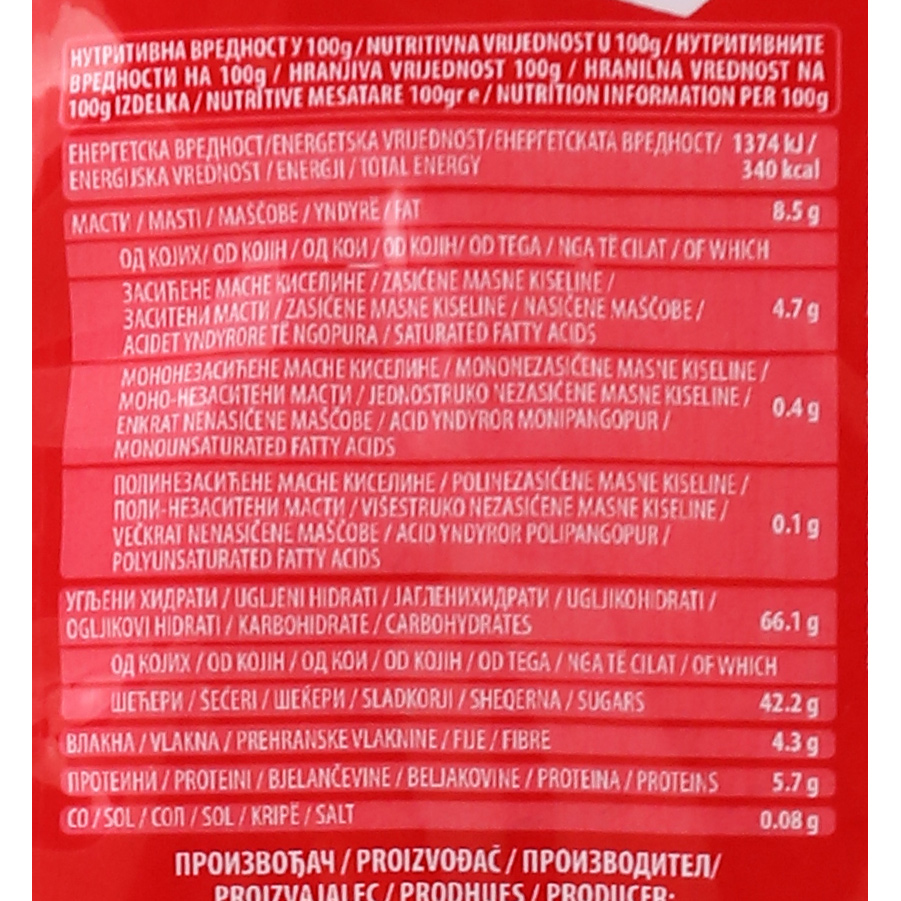 НУТРИТИВНА ВРЕДНОСТ У 100g / NUTRITIVNA VRIJEDNOST U 100g / НУТРИТИВНИТЕ
ВРЕДНОСТИ НА 100g / HRANJIVA VRIJEDNOST 100g / HRANILNA VREDNOST NA
100g IZDELKA / NUTRITIVE MESATARE 100gr e / NUTRITION INFORMATION PER 100g
ЕНЕРГЕТСКА ВРЕДНОСТ/ENERGETSKA VRIJEDNOST/ЕНЕРГЕТСКАТА ВРЕДНОСТ/ 1374 kJ /
ENERGIJSKA VREDNOST / ENERGJI / TOTAL ENERGY 340 kcal
МАСТИ / MASTI / MAŠČOBE / YNDYRË / FAT 8.5 g
ОД КОЈИХ/ OD KOJIH / ОД КОИ / OD KOJIH/ OD TEGA / NGA TË CILAT / OF WHICH
ЗАСИЋЕНЕ МАСНЕ КИСЕЛИНЕ / ZASIĆENE MASNE KISELINE /
ЗАСИТЕНИ МАСТИ / ZASIĆENE MASNE KISELINE / NASIČENE MAŠČOBE / 4.7 g
ACIDET YNDYRORE TË NGOPURA / SATURATED FATTY ACIDS
МОНОНЕЗАСИЋЕНЕ МАСНЕ КИСЕЛИНЕ / MONONEZASIĆENE MASNE KISELINE /
МОНО-НЕЗАСИТЕНИ МАСТИ / JEDNOSTRUKO NEZASIĆENE MASNE KISELINE / 0.4 g
ENKRAT NENASIČENE MAŠČOBE / ACID YNDYROR MONIPANGOPUR /
MONOUNSATURATED FATTY ACIDS
ПОЛИНЕЗАСИЋЕНЕ МАСНЕ КИСЕЛИНЕ / POLINEZASIĆENE MASNE KISELINE /
ПОЛИ-НЕЗАСИТЕНИ МАСТИ / VIŠESTRUKO NEZASIĆENE MASNE KISELINE / 0.1 g
VEČKRAT NENASIČENE MAŠČOBE / ACID YNDYROR POLIPANGOPUR /
POLYUNSATURATED FATTY ACIDS
УГЉЕНИ ХИДРАТИ / UGLJENI HIDRATI / ЈАГЛЕНИХИДРАТИ / UGLJIKOHIDRATI /
OGLJIKOVI HIDRATI / KARBOHIDRATE / CARBOHYDRATES 66.1 g
ОД КОЈИХ / OD KOJIH / ОД КОИ / OD KOJIH / OD TEGA / NGA TË CILAT / OF WHICH
ШЕЋЕРИ / ŠEĆERI / ШЕЌЕРИ / SLADKORJI / SHEQERNA / SUGARS 42.2 g
ВЛАКНА / VLAKNA / PREHRANSKE VLAKNINE / FIJE / FIBRE 4.3 g
ПРОТЕИНИ / PROTEINI / BJELANČEVINE / BELJAKOVINE / PROTEINA / PROTEINS 5.7 g
СО / SOL / СОЛ / SOL / KRIPË / SALT 0.08 g
ПРОИЗВОЂАЧ / PROIZVOĐAČ / ПРОИЗВОДИТЕЛ/
PROIZVAJALEC / PRODHUES / PRODUCER: